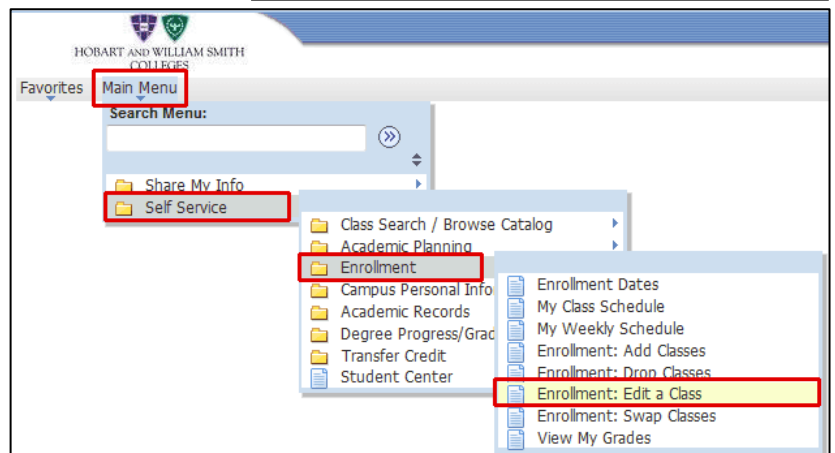 HOBART AND WILLIAM SMITH
COLLEGES
Favorites Main Menu
Search Menu:
Share My Info
Self Service
Class Search / Browse Catalog
Academic Planning
Enrollment
Campus Personal Info
Academic Records
Degree Progress/Grad
Transfer Credit
Student Center
Enrollment Dates
My Class Schedule
My Weekly Schedule
Enrollment: Add Classes
Enrollment: Drop Classes
Enrollment: Edit a Class
Enrollment: Swap Classes
View My Grades